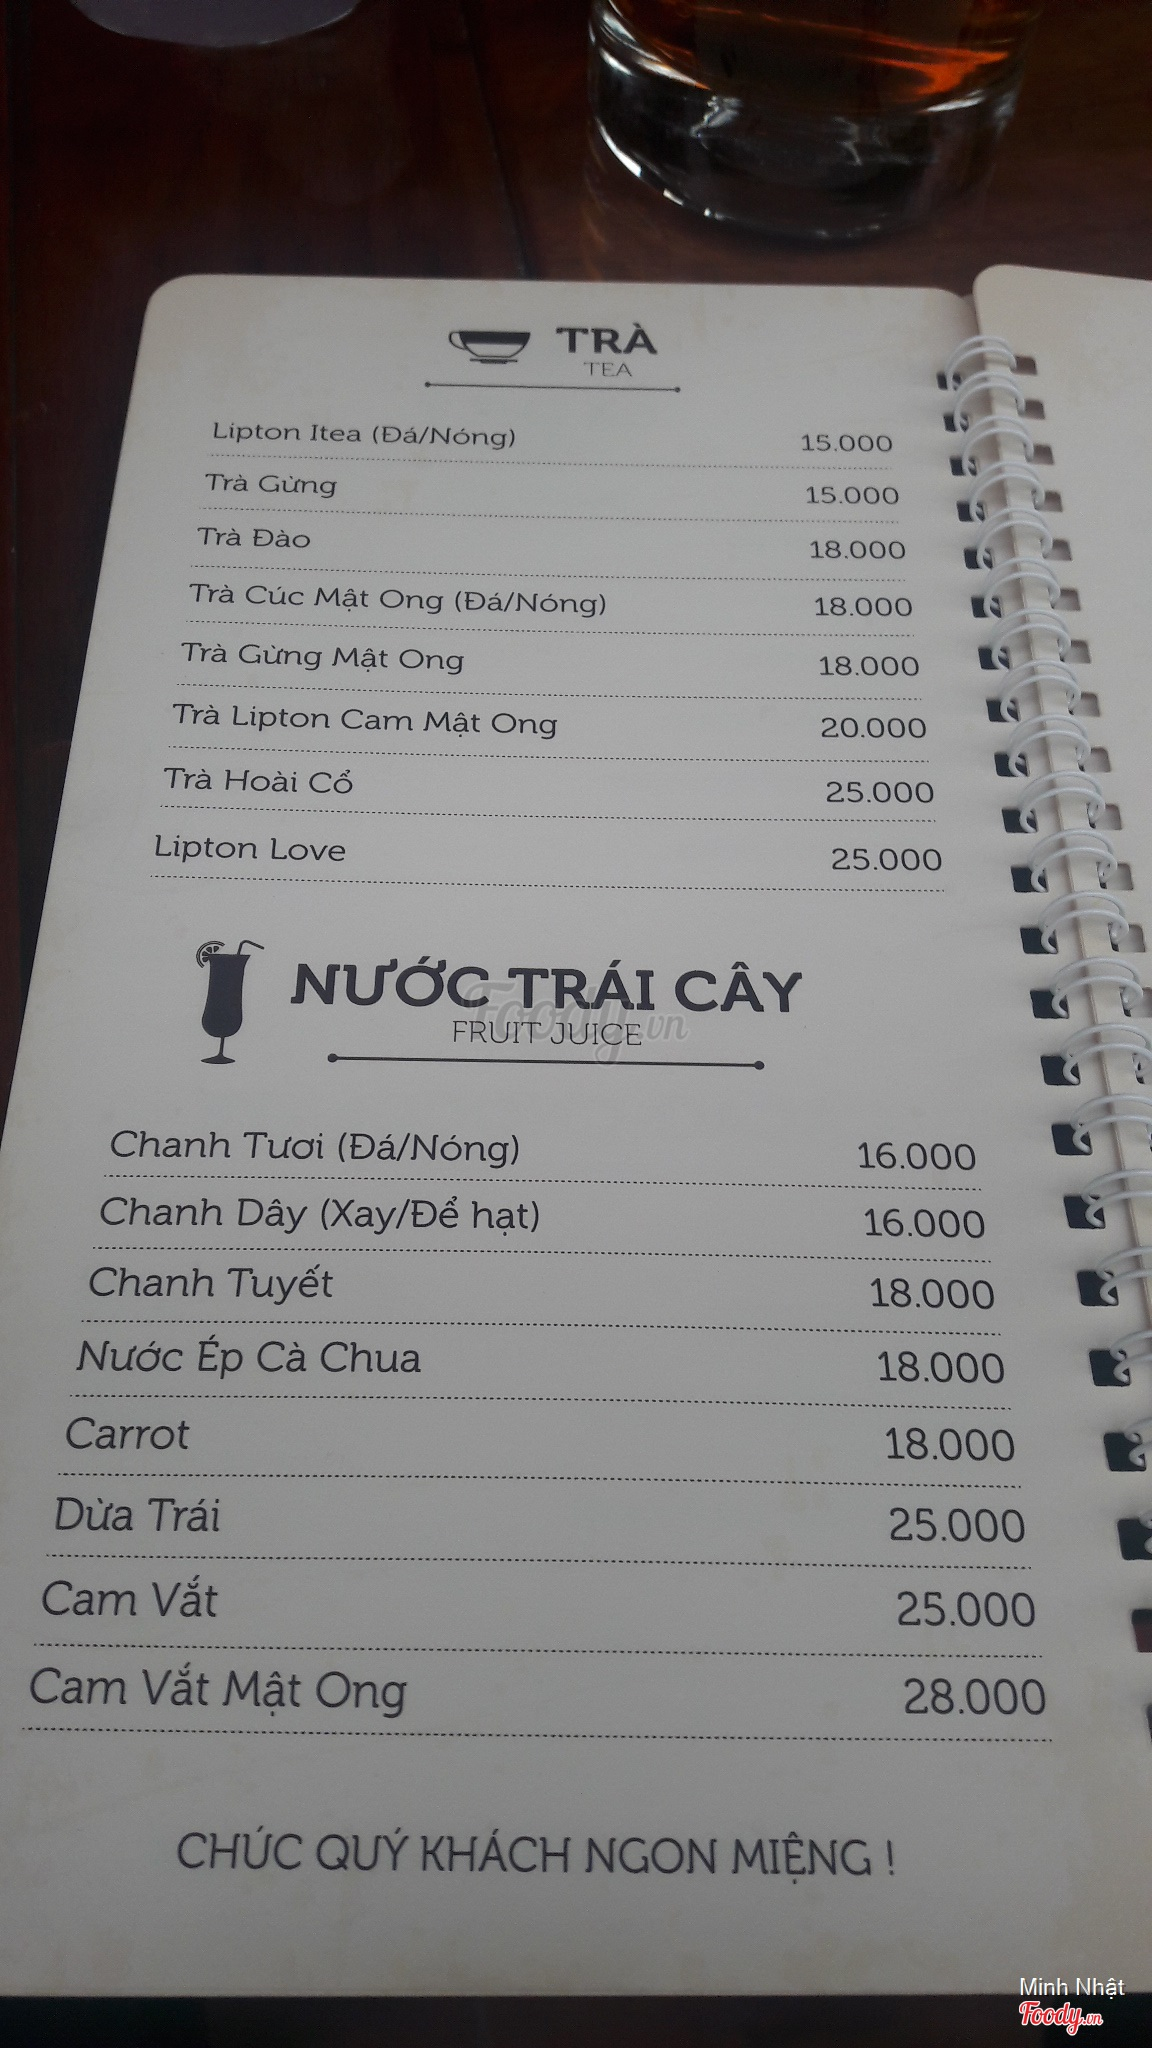 TRÀ
TEA
Lipton Itea (Đá/Nóng) 15.000
Trà Gừng 15.000
Trà Đào 18.000
Trà Cúc Mật Ong (Đá/Nóng) 18.000
Trà Gừng Mật Ong 18.000
Trà Lipton Cam Mật Ong 20.000
Trà Hoài Cổ 25.000
Lipton Love 25.000
NƯỚC TRÁI CÂY
FRUIT JUICE
Foody.vn
Chanh Tươi (Đá/Nóng) 16.000
Chanh Dây (Xay/Để hạt) 16.000
Chanh Tuyết 18.000
Nước Ép Cà Chua 18.000
Carrot 18.000
Dừa Trái 25.000
Cam Vắt 25.000
Cam Vắt Mật Ong 28.000
CHÚC QUÝ KHÁCH NGON MIỆNG !
Minh Nhật
Foody.vn